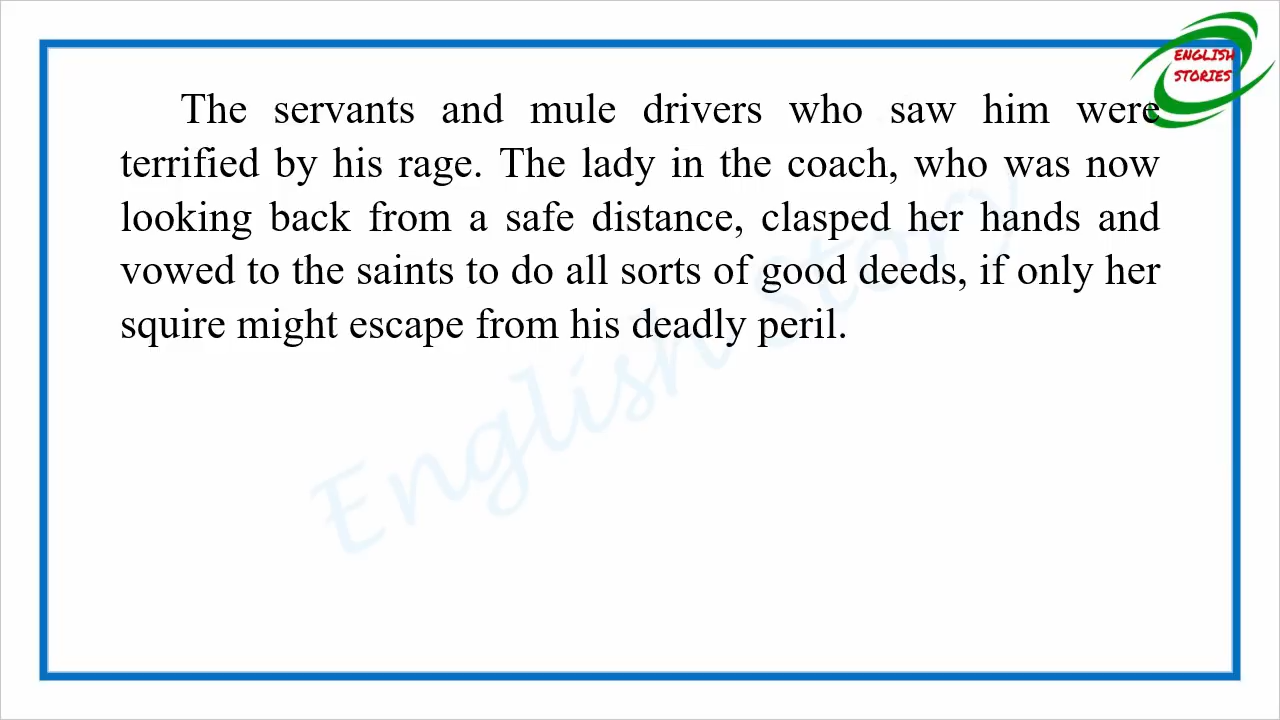 ENGLISH
STORIES
The servants and mule drivers who saw him were
terrified by his rage. The lady in the coach, who was now
looking back from a safe distance, clasped her hands and
vowed to the saints to do all sorts of good deeds, if only her
squire might escape from his deadly peril.
English Story